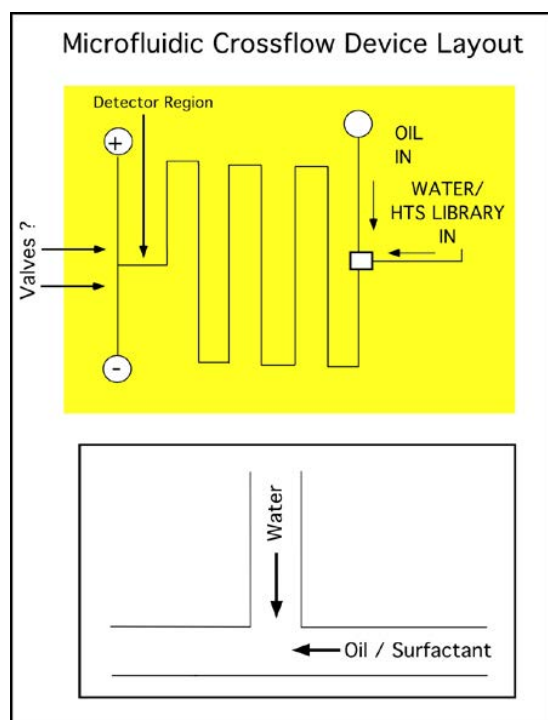 Microfluidic Crossflow Device Layout
Detector Region
+
OIL
IN
WATER/
HTS LIBRARY
IN
Valves ?
-
Water
Oil / Surfactant